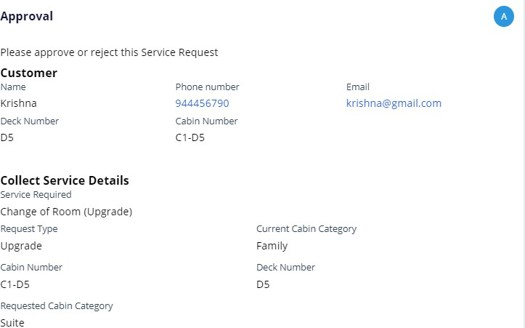 Approval
A
Please approve or reject this Service Request
Customer
Name Phone number Email
Krishna 944456790 krishna@gmail.com
Deck Number Cabin Number
D5 C1-D5
Collect Service Details
Service Required
Change of Room (Upgrade)
Request Type Current Cabin Category
Upgrade Family
Cabin Number Deck Number
C1-D5 D5
Requested Cabin Category
Suite